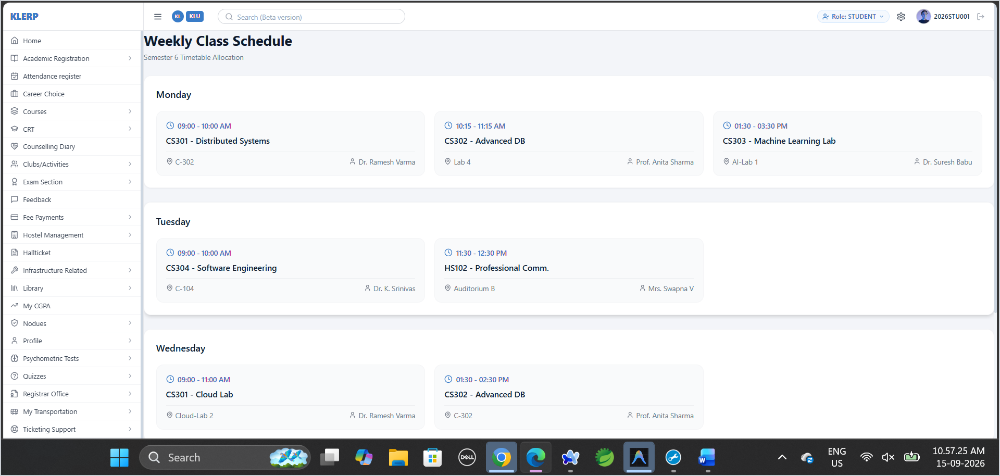 KLERP
KL KLU
Search (Beta version)
Role: STUDENT
2026STU001
Home
Academic Registration
Attendance register
Career Choice
Courses
CRT
Counselling Diary
Clubs/Activities
Exam Section
Feedback
Fee Payments
Hostel Management
Hallticket
Infrastructure Related
Library
My CGPA
Nodues
Profile
Psychometric Tests
Quizzes
Registrar Office
My Transportation
Ticketing Support
Weekly Class Schedule
Semester 6 Timetable Allocation
Monday
09:00 - 10:00 AM
CS301 - Distributed Systems
C-302 Dr. Ramesh Varma
10:15 - 11:15 AM
CS302 - Advanced DB
Lab 4 Prof. Anita Sharma
01:30 - 03:30 PM
CS303 - Machine Learning Lab
AI-Lab 1 Dr. Suresh Babu
Tuesday
09:00 - 10:00 AM
CS304 - Software Engineering
C-104 Dr. K. Srinivas
11:30 - 12:30 PM
HS102 - Professional Comm.
Auditorium B Mrs. Swapna V
Wednesday
09:00 - 11:00 AM
CS301 - Cloud Lab
Cloud-Lab 2 Dr. Ramesh Varma
01:30 - 02:30 PM
CS302 - Advanced DB
C-302 Prof. Anita Sharma
Search
DELL
W
ENG
US
10.57.25 AM
15-09-2026